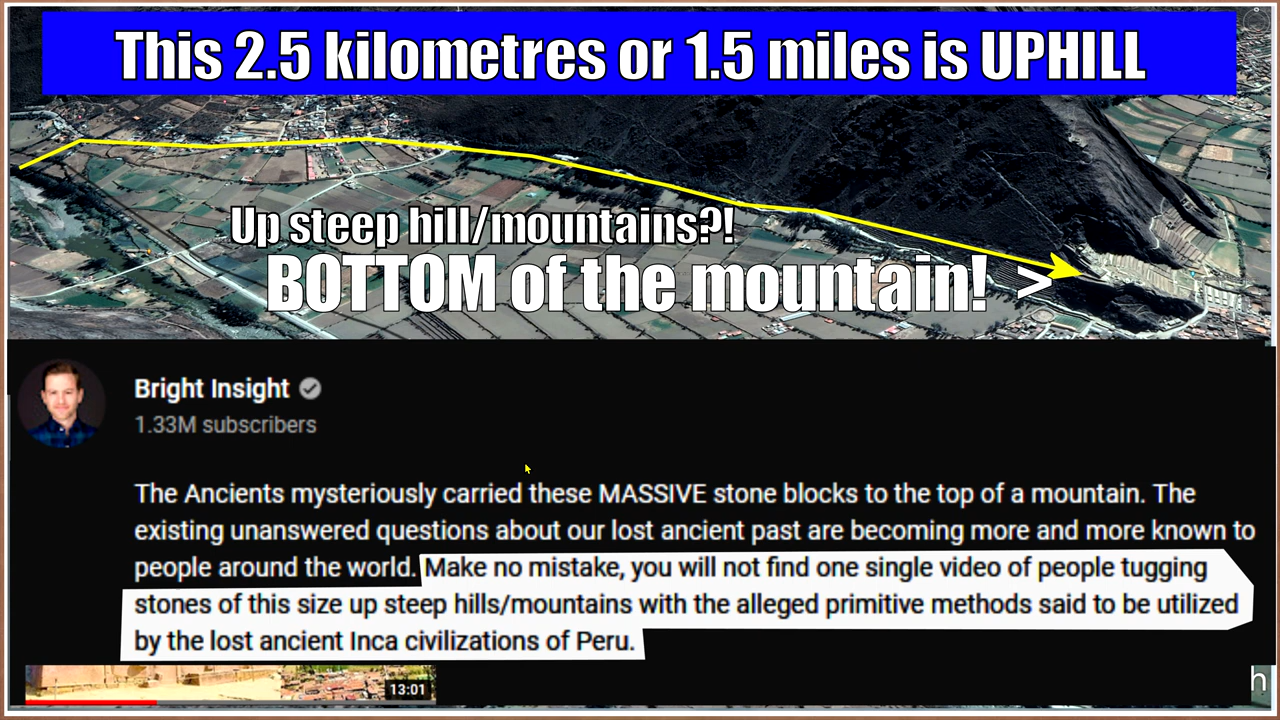 This 2.5 kilometres or 1.5 miles is UPHILL
Up steep hill/mountains?!
BOTTOM of the mountain! >
Bright Insight
1.33M subscribers
The Ancients mysteriously carried these MASSIVE stone blocks to the top of a mountain. The
existing unanswered questions about our lost ancient past are becoming more and more known to
people around the world. Make no mistake, you will not find one single video of people tugging
stones of this size up steep hills/mountains with the alleged primitive methods said to be utilized
by the lost ancient Inca civilizations of Peru.
13:01
h